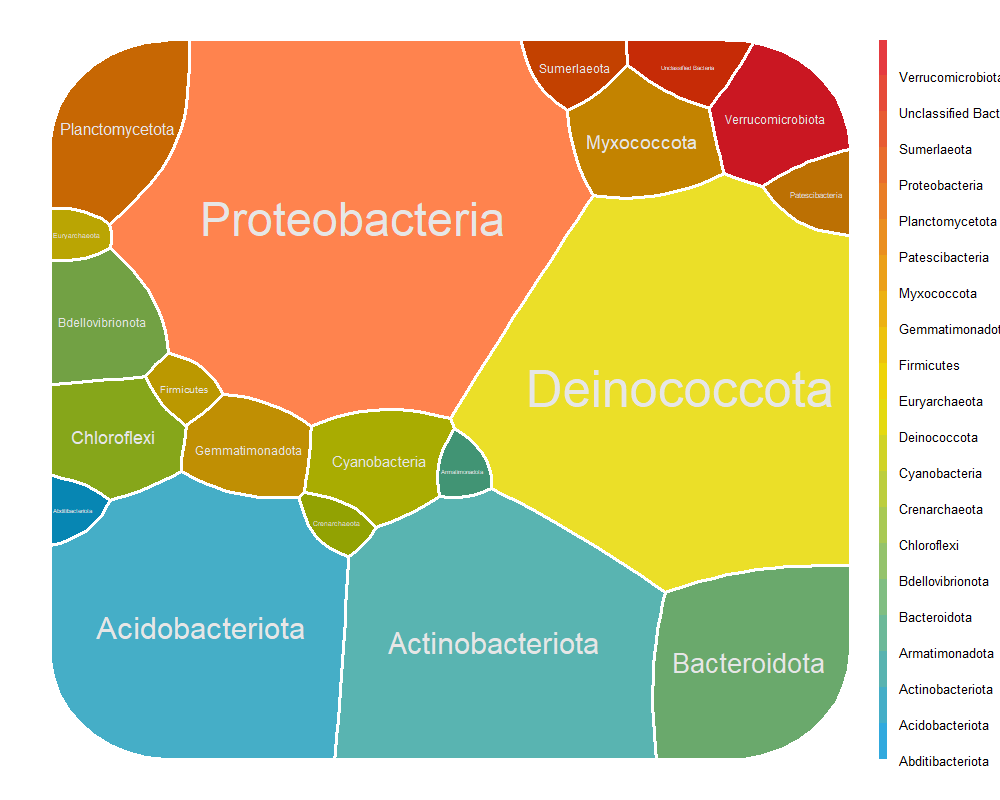 Sumerlaeota
Unclassified Bacteria
Verrucomicrobiota
Planctomycetota
Myxococcota
Patescibacteria
Proteobacteria
Euryarchaeota
Bdellovibrionota
Firmicutes
Deinococcota
Chloroflexi
Gemmatimonadota
Cyanobacteria
Armatimonadota
Abditibacteriota
Crenarchaeota
Acidobacteriota
Actinobacteriota
Bacteroidota
Verrucomicrobiota
Unclassified Bact
Sumerlaeota
Proteobacteria
Planctomycetota
Patescibacteria
Myxococcota
Gemmatimonadot
Firmicutes
Euryarchaeota
Deinococcota
Cyanobacteria
Crenarchaeota
Chloroflexi
Bdellovibrionota
Bacteroidota
Armatimonadota
Actinobacteriota
Acidobacteriota
Abditibacteriota